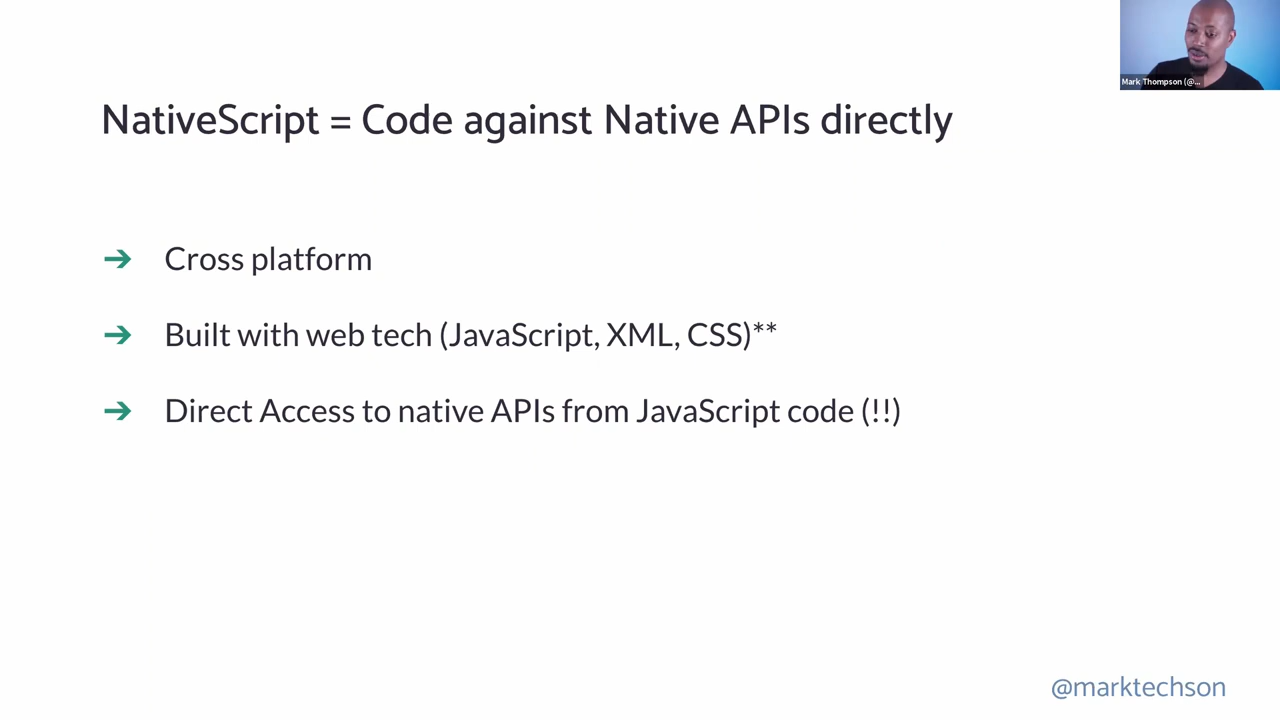 Mark Thompson (@...
NativeScript = Code against Native APIs directly
➔ Cross platform
➔ Built with web tech (JavaScript, XML, CSS)**
➔ Direct Access to native APIs from JavaScript code (!!)
@marktechson